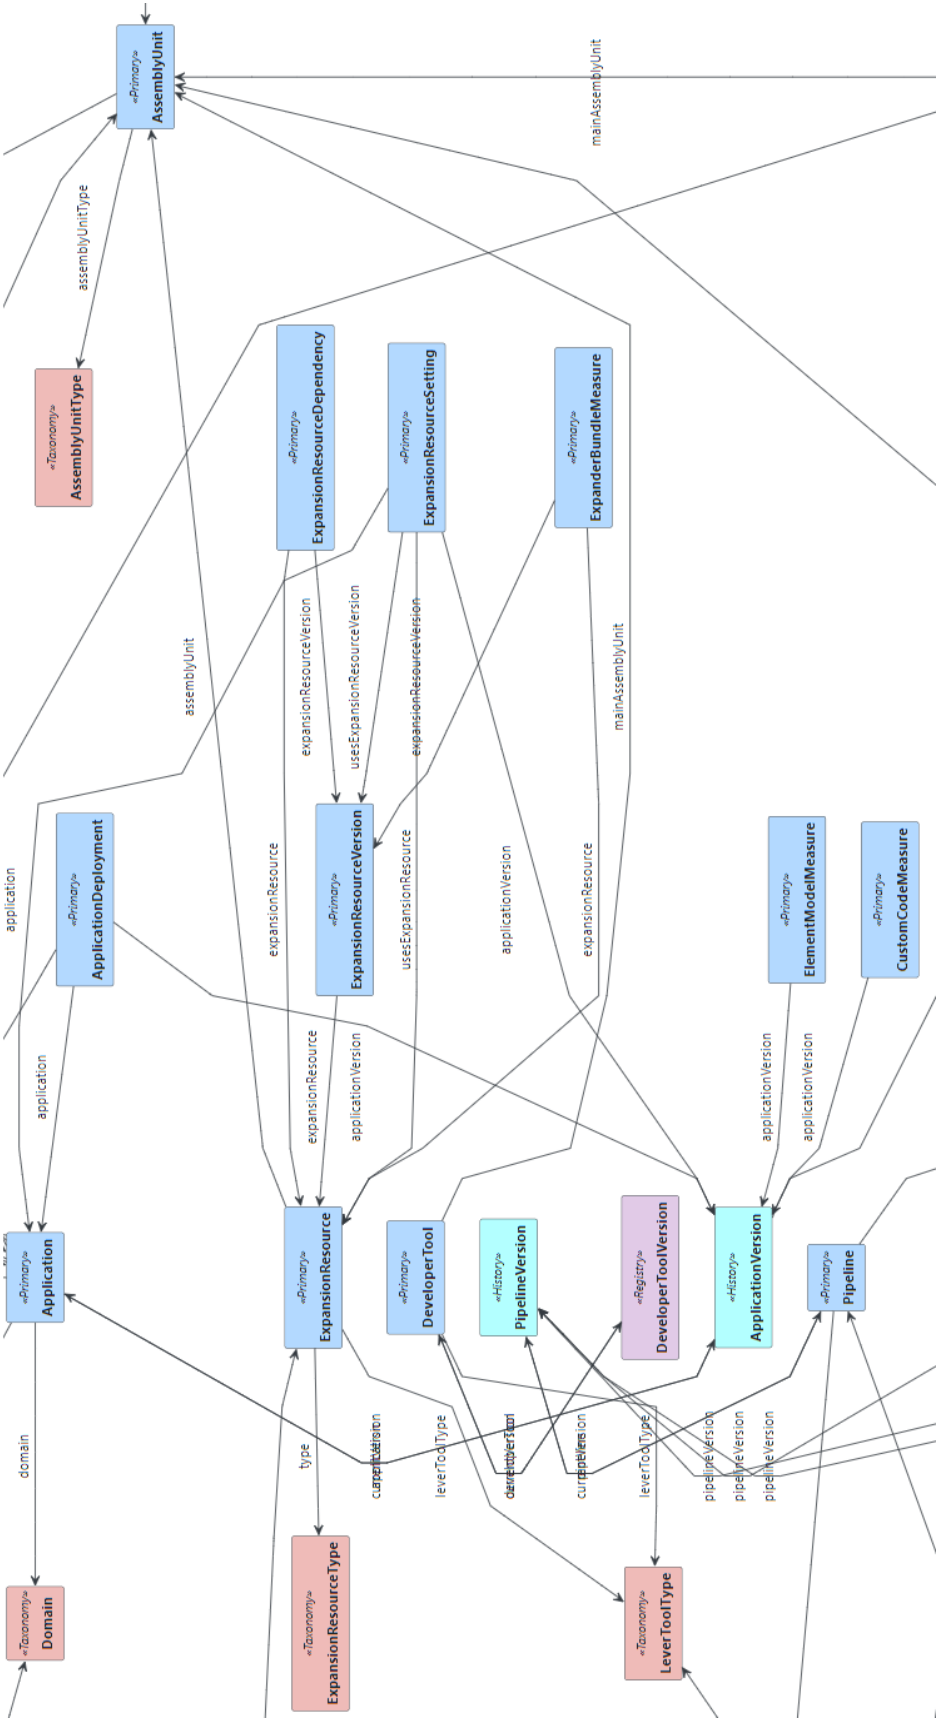 «Primary»
AssemblyUnit
mainAssemblyUnit
assemblyUnitType
«Taxonomy»
AssemblyUnitType
«Primary»
ExpansionResourceDependency
«Primary»
ExpansionResourceSetting
«Primary»
ExpanderBundleMeasure
assemblyUnit
expansionResourceVersion
usesExpansionResourceVersion
expansionResourceVersion
mainAssemblyUnit
application
«Primary»
ApplicationDeployment
expansionResource
«Primary»
ExpansionResourceVersion
usesExpansionResource
applicationVersion
expansionResource
«Primary»
ElementModelMeasure
«Primary»
CustomCodeMeasure
application
expansionResource
applicationVersion
applicationVersion
applicationVersion
«Primary»
Application
«Primary»
ExpansionResource
«Primary»
DeveloperTool
«History»
PipelineVersion
«Registry»
DeveloperToolVersion
«History»
ApplicationVersion
«Primary»
Pipeline
domain
type
leverToolType
leverToolType
pipelineVersion
pipelineVersion
pipelineVersion
«Taxonomy»
Domain
«Taxonomy»
ExpansionResourceType
«Taxonomy»
LeverToolType